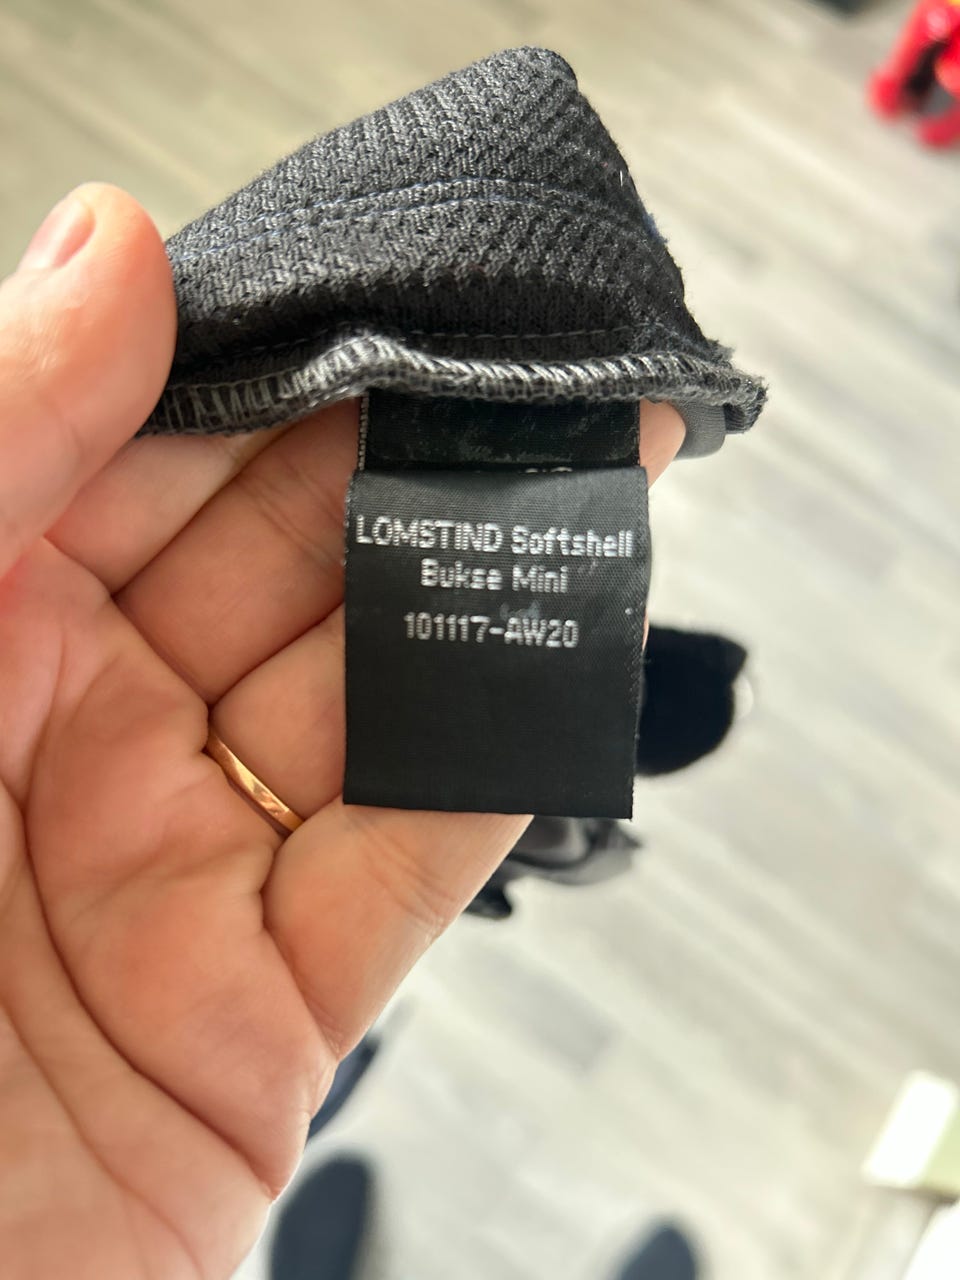 LOMSTIND Softshell
Bukse Mini
101117-AW20